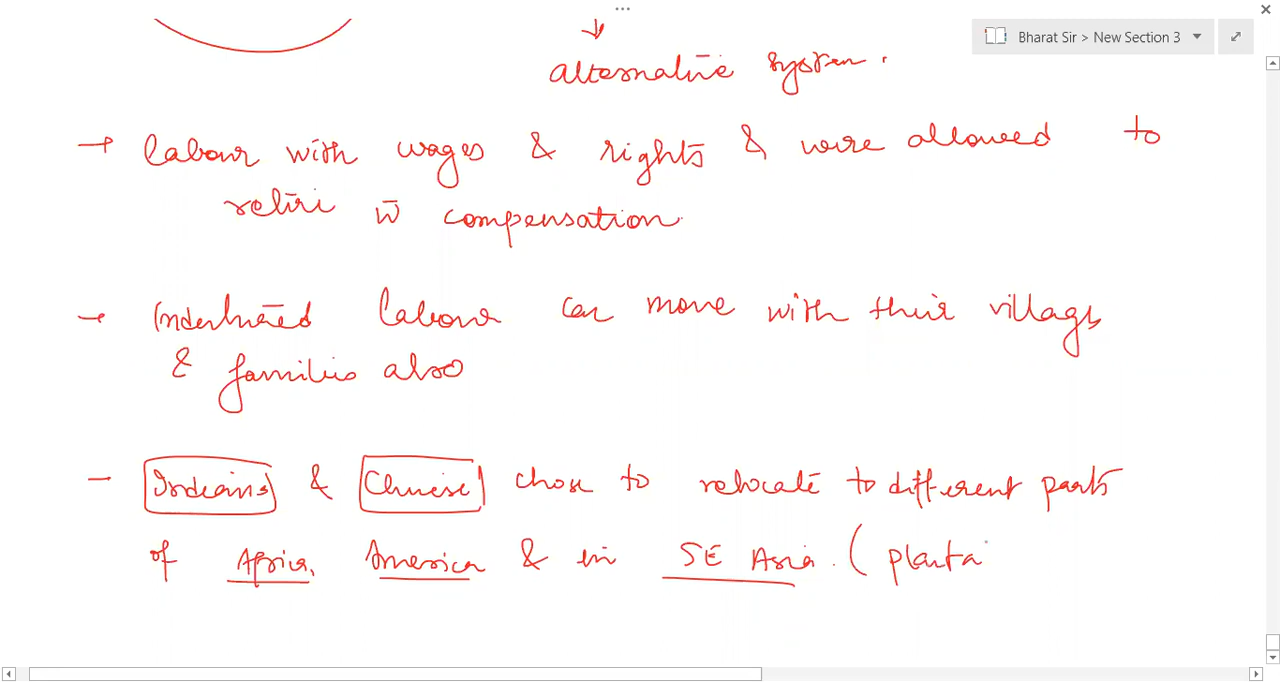 Bharat Sir > New Section 3
↓
alternative system.
→ labour with wages & rights & were allowed to
retire w̄ compensation.
→ Indentured labour can move with their villages
& families also
- Indians & Chinese chose to relocate to different parts
of Africa, America & in SE Asia. (planta